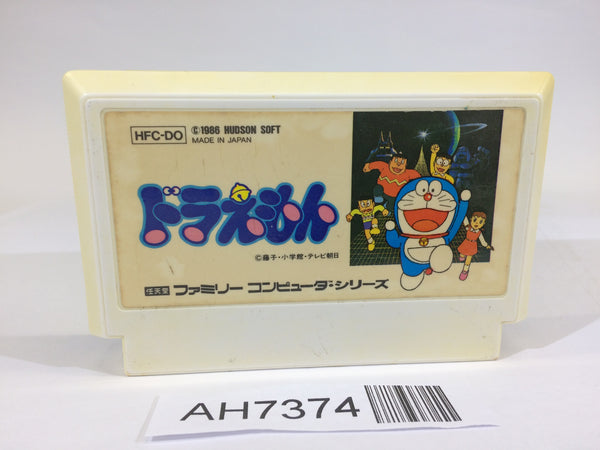 HFC-DO
©1986 HUDSON SOFT
MADE IN JAPAN
ドラえもん
©藤子・小学館・テレビ朝日
任天堂 ファミリー コンピュータ・シリーズ
AH7374